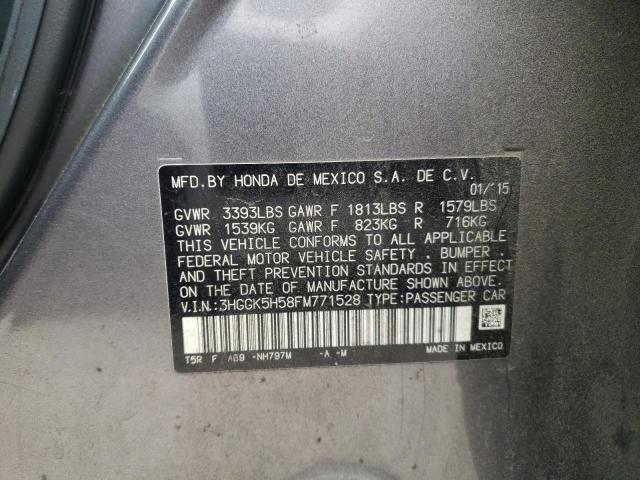 MFD.BY HONDA DE MEXICO S.A. DE C.V.
01/'15
GVWR 3393LBS GAWR F 1813LBS R 1579LBS
GVWR 1539KG GAWR F 823KG R 716KG
THIS VEHICLE CONFORMS TO ALL APPLICABLE
FEDERAL MOTOR VEHICLE SAFETY , BUMPER ,
AND THEFT PREVENTION STANDARDS IN EFFECT
ON THE DATE OF MANUFACTURE SHOWN ABOVE.
V.I.N.:3HGGK5H58FM771528 TYPE:PASSENGER CAR
T5R F AB9 -NH797M -A -M MADE IN MEXICO